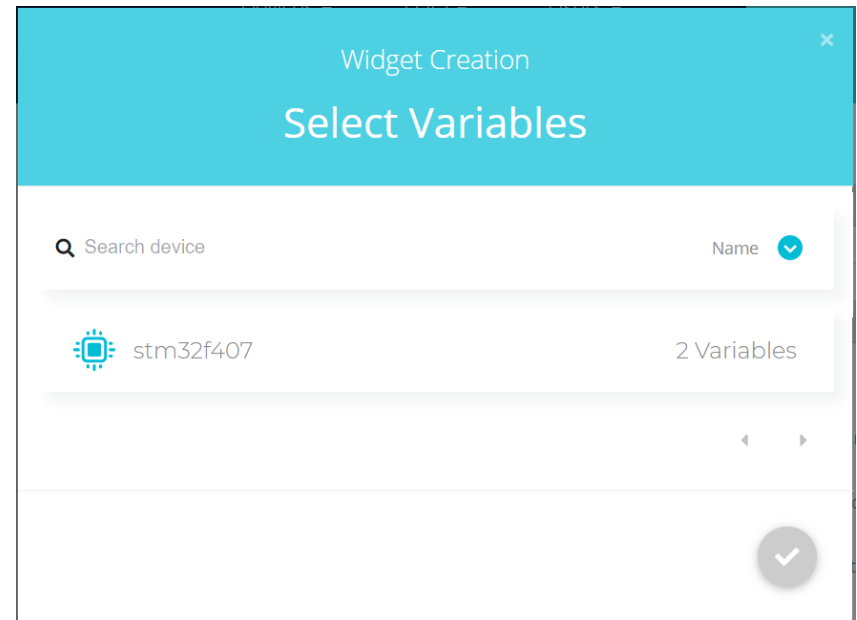 Widget Creation
Select Variables
Search device
Name
stm32f407
2 Variables